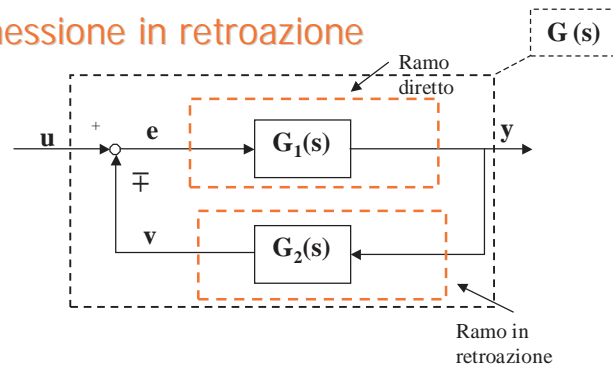 nessione in retroazione
G (s)
Ramo
diretto
+
u
e
G₁(s)
y
∓
v
G₂(s)
Ramo in
retroazione